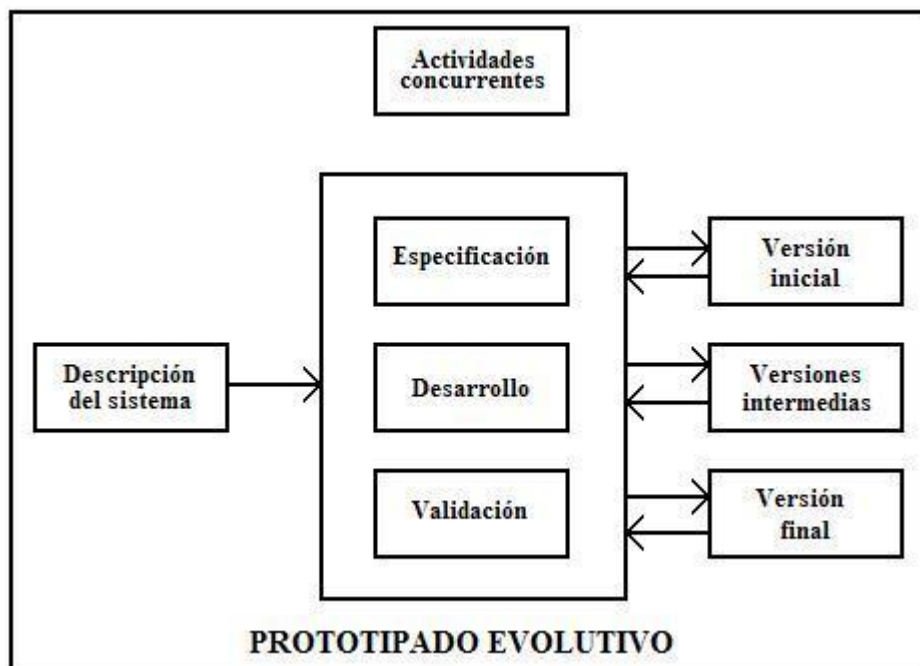 Actividades
concurrentes
Especificación
Versión
inicial
Descripción
del sistema
Desarrollo
Versiones
intermedias
Validación
Versión
final
PROTOTIPADO EVOLUTIVO